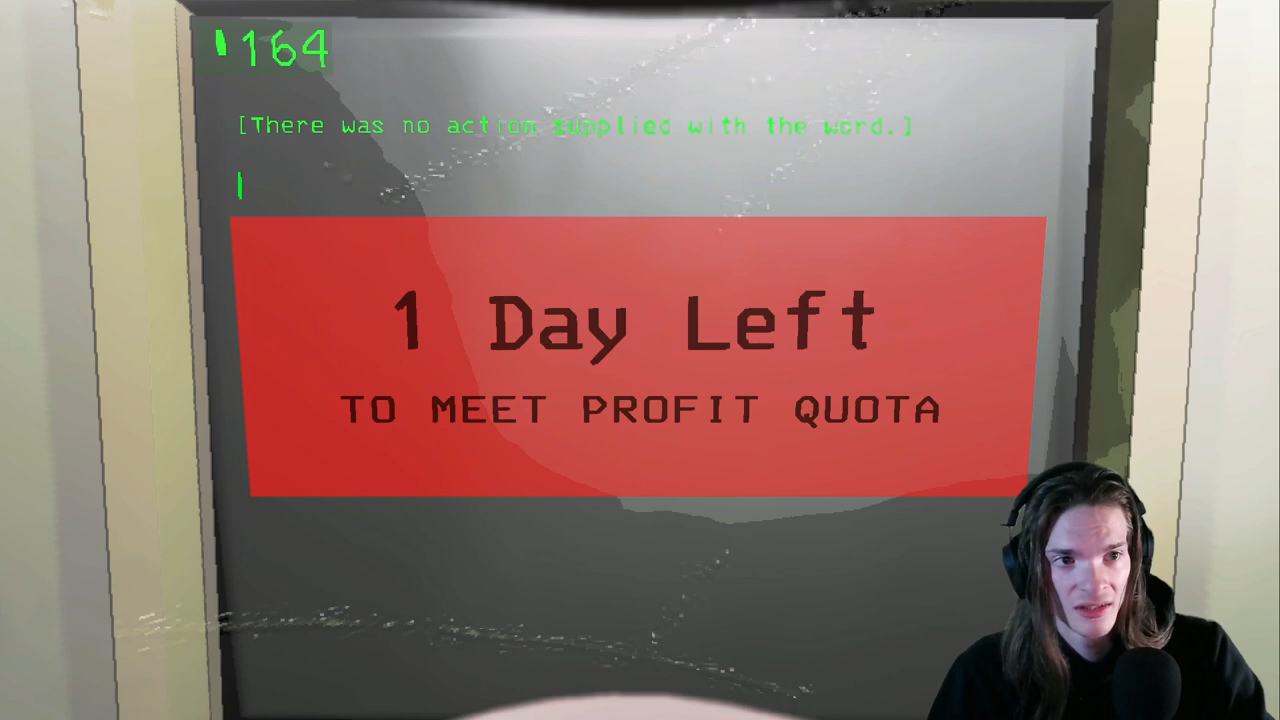 164
[There was no action supplied with the word.]
1 Day Left
TO MEET PROFIT QUOTA